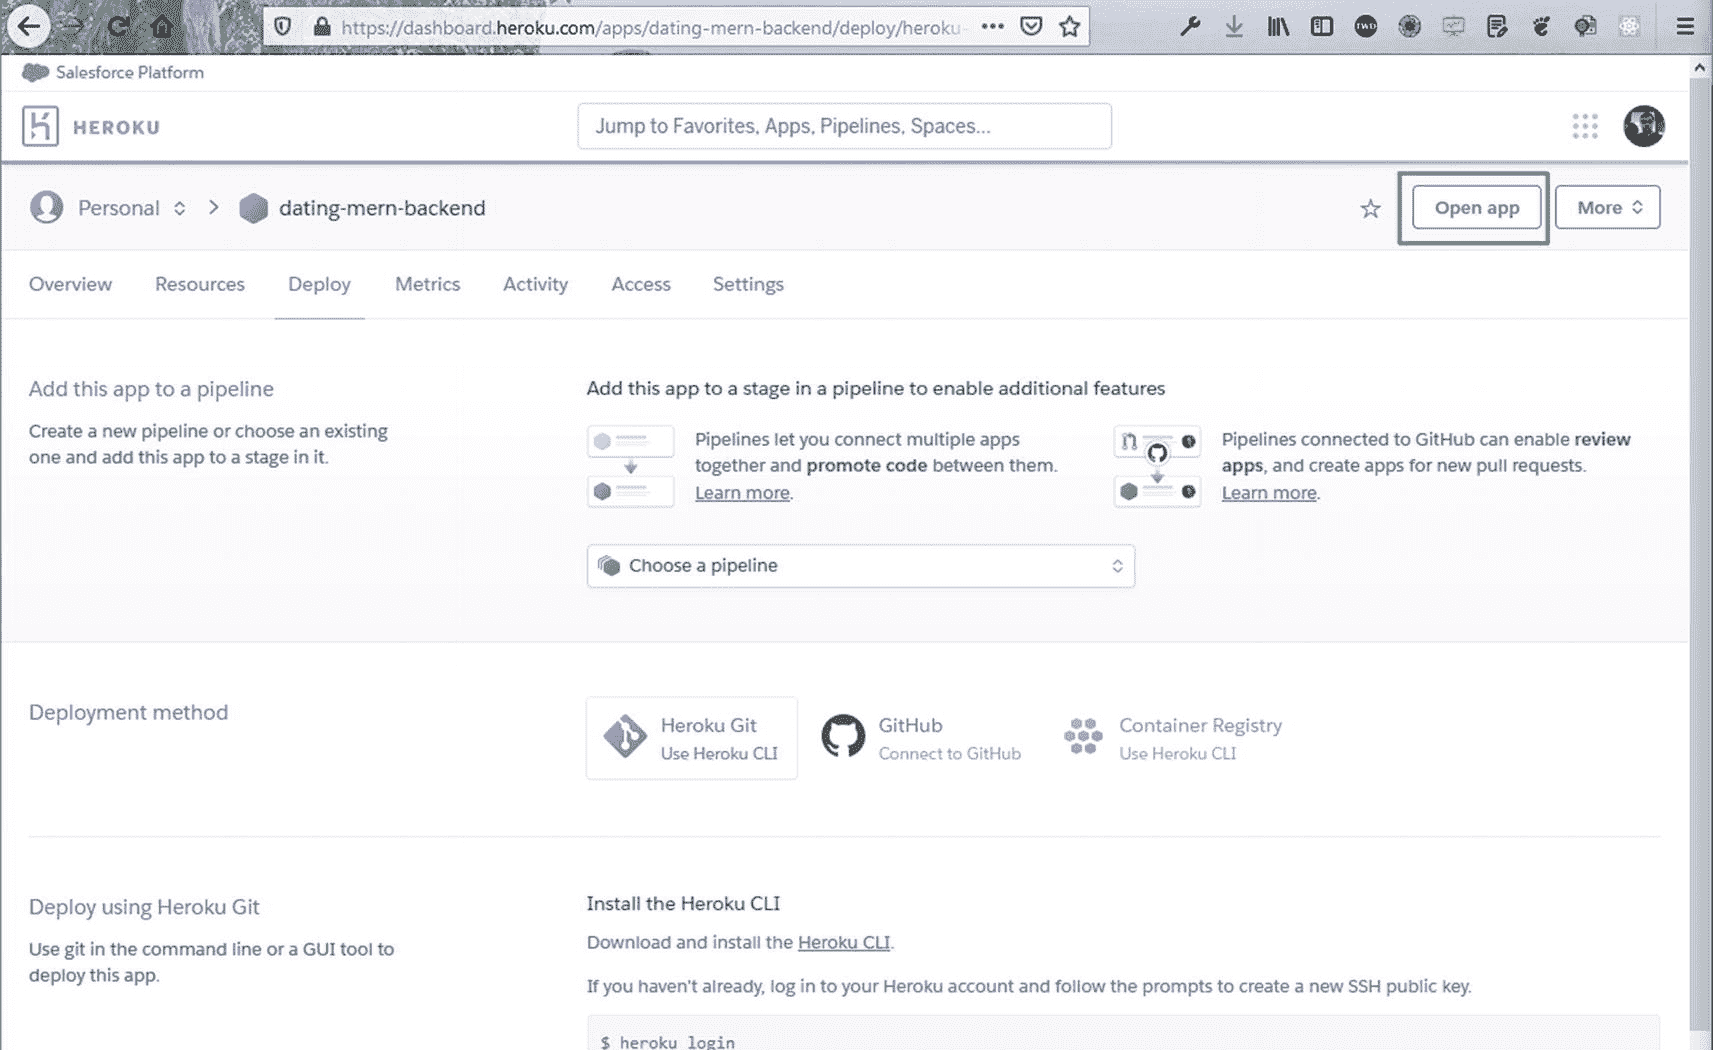 https://dashboard.heroku.com/apps/dating-mern-backend/deploy/heroku-
Salesforce Platform
HEROKU
Jump to Favorites, Apps, Pipelines, Spaces...
Personal
dating-mern-backend
Open app
More
Overview
Resources
Deploy
Metrics
Activity
Access
Settings
Add this app to a pipeline
Create a new pipeline or choose an existing
one and add this app to a stage in it.
Add this app to a stage in a pipeline to enable additional features
Pipelines let you connect multiple apps
together and promote code between them.
Learn more.
Pipelines connected to GitHub can enable review
apps, and create apps for new pull requests.
Learn more.
Choose a pipeline
Deployment method
Heroku Git
Use Heroku CLI
GitHub
Connect to GitHub
Container Registry
Use Heroku CLI
Deploy using Heroku Git
Use git in the command line or a GUI tool to
deploy this app.
Install the Heroku CLI
Download and install the Heroku CLI.
If you haven't already, log in to your Heroku account and follow the prompts to create a new SSH public key.
$ heroku login